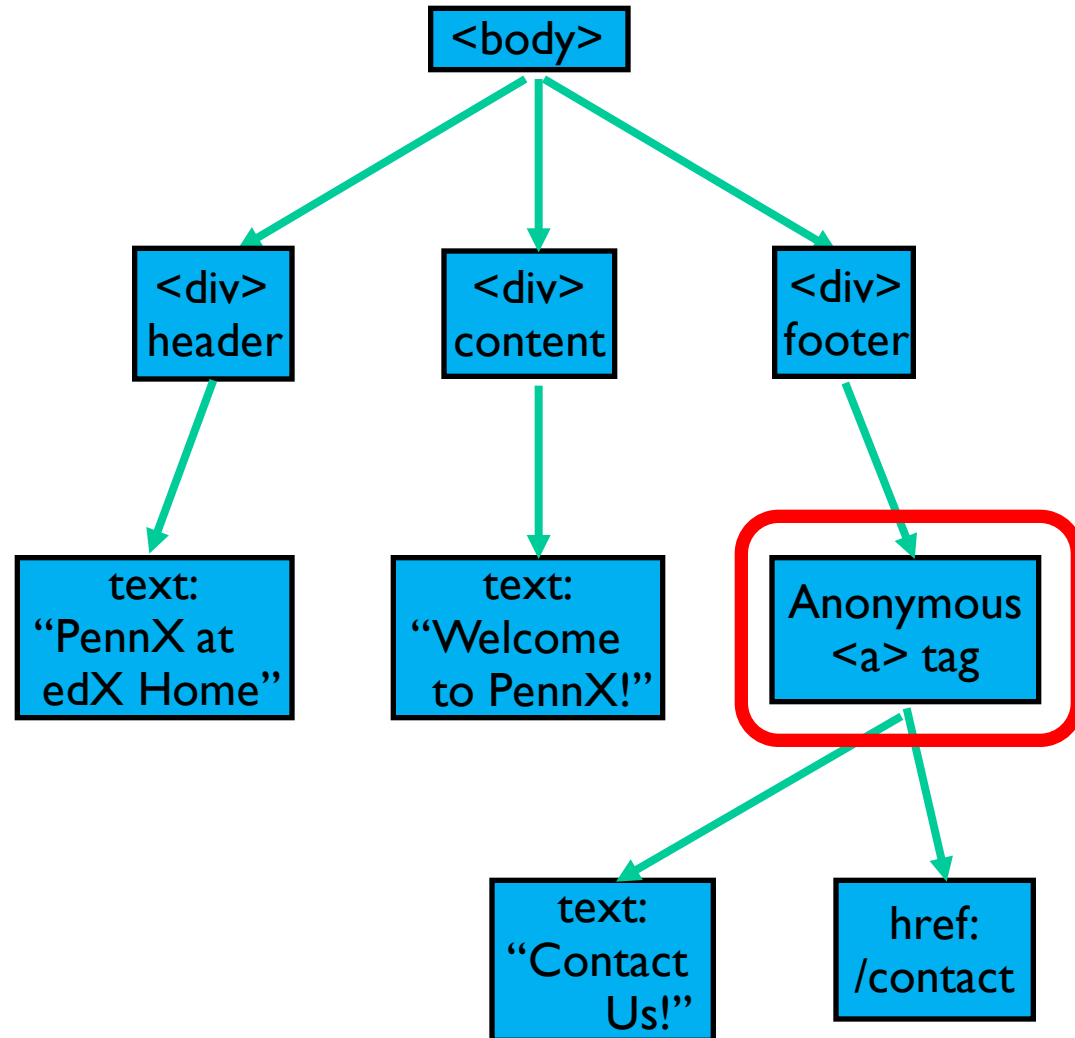 <body>
<div>
header
<div>
content
<div>
footer
text:
“PennX at
edX Home”
text:
“Welcome
to PennX!”
Anonymous
<a> tag
text:
“Contact
Us!”
href:
/contact